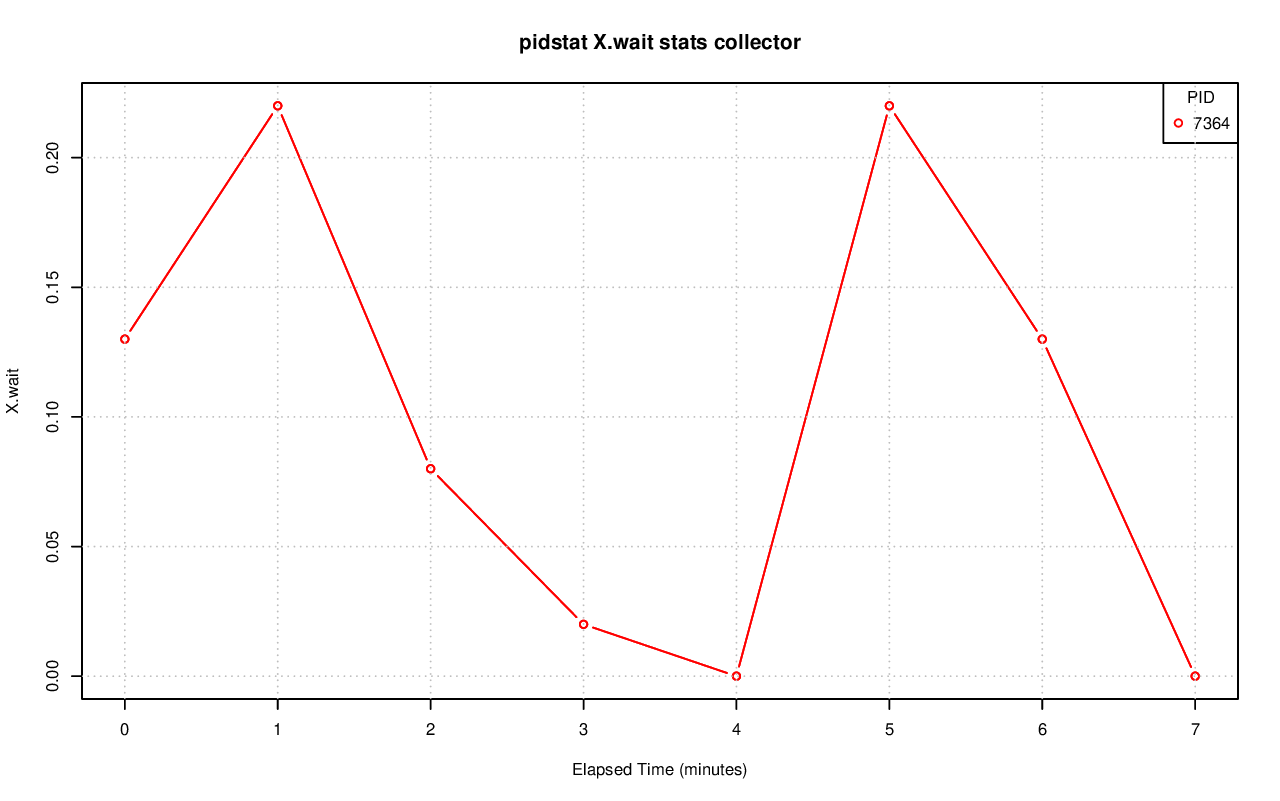 pidstat X.wait stats collector
PID
7364
X.wait
0.20
0.15
0.10
0.05
0.00
0 1 2 3 4 5 6 7
Elapsed Time (minutes)